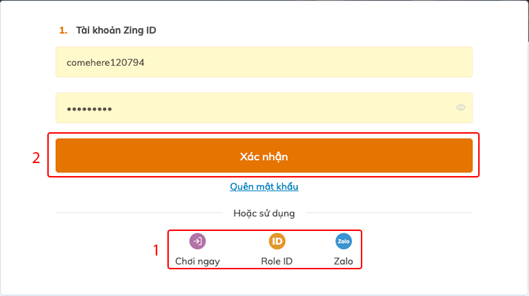 1. Tài khoản Zing ID
comehere120794
●●●●●●●●●
2
Xác nhận
Quên mật khẩu
Hoặc sử dụng
1
ID
Zalo
Chơi ngay
Role ID
Zalo